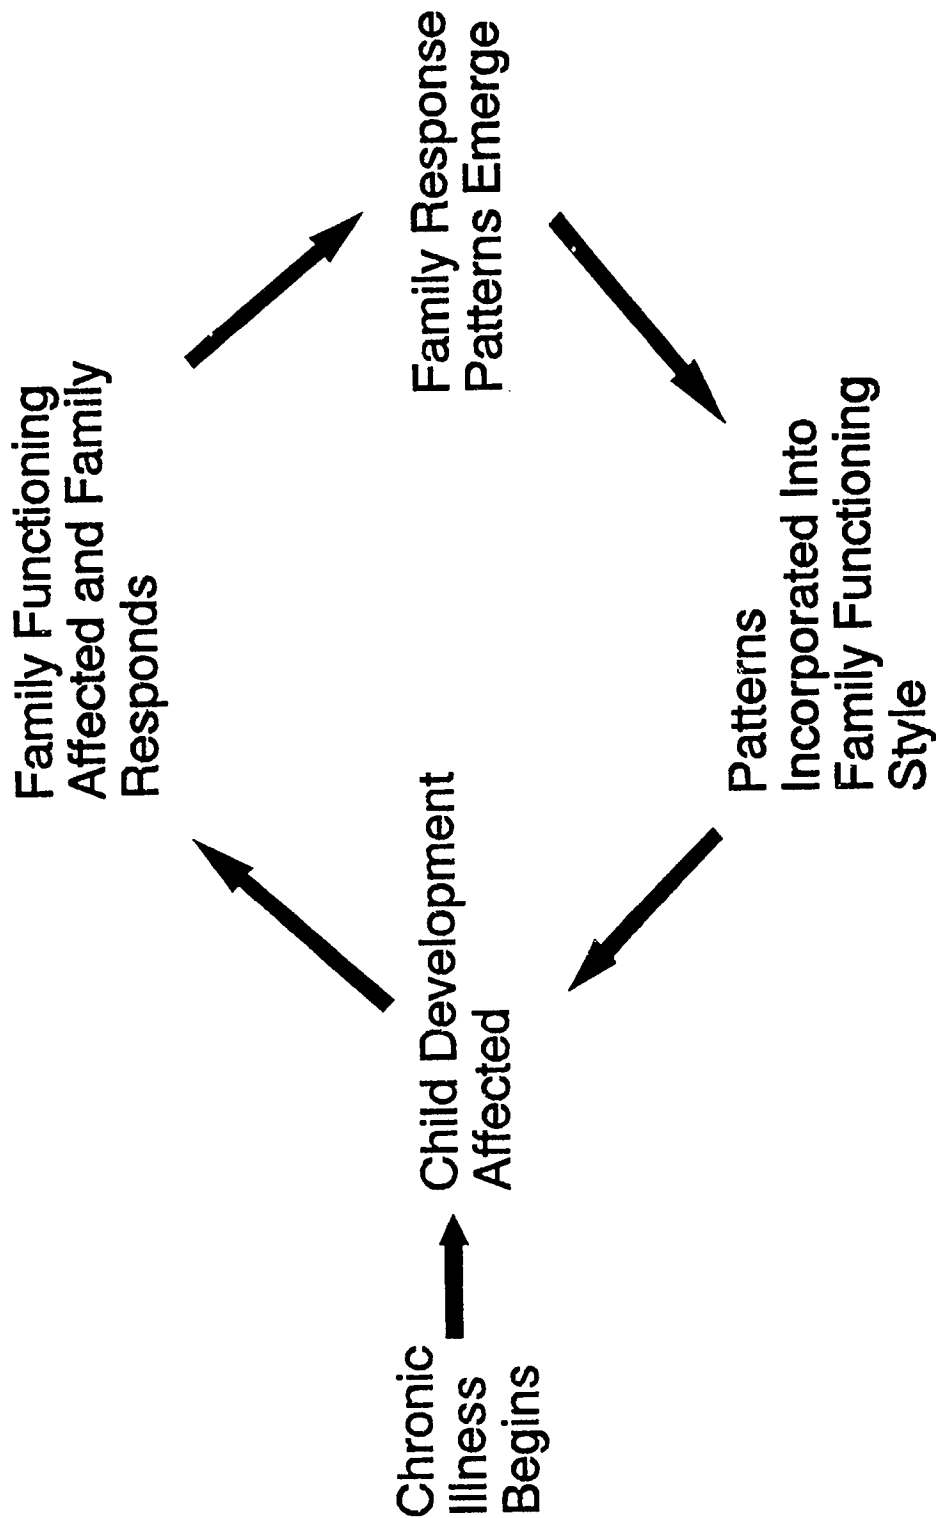 Chronic
Illness
Begins
Child Development
Affected
Family Functioning
Affected and Family
Responds
Family Response
Patterns Emerge
Patterns
Incorporated Into
Family Functioning
Style